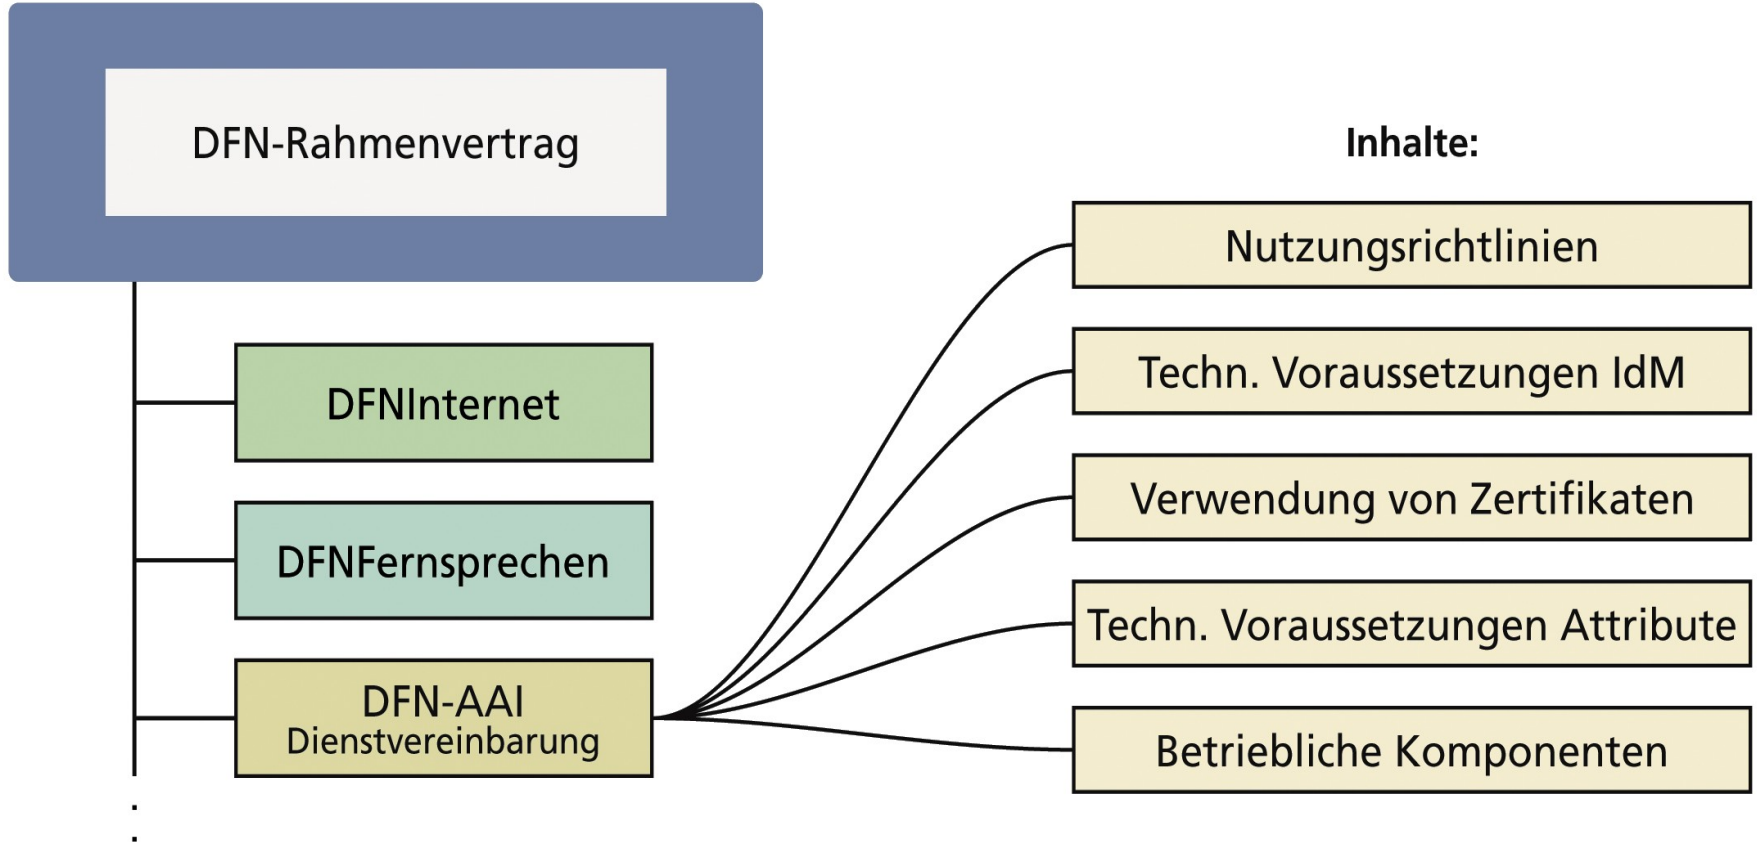 DFN-Rahmenvertrag
DFNInternet
DFNFernsprechen
DFN-AAI
Dienstvereinbarung
Inhalte:
Nutzungsrichtlinien
Techn. Voraussetzungen IdM
Verwendung von Zertifikaten
Techn. Voraussetzungen Attribute
Betriebliche Komponenten